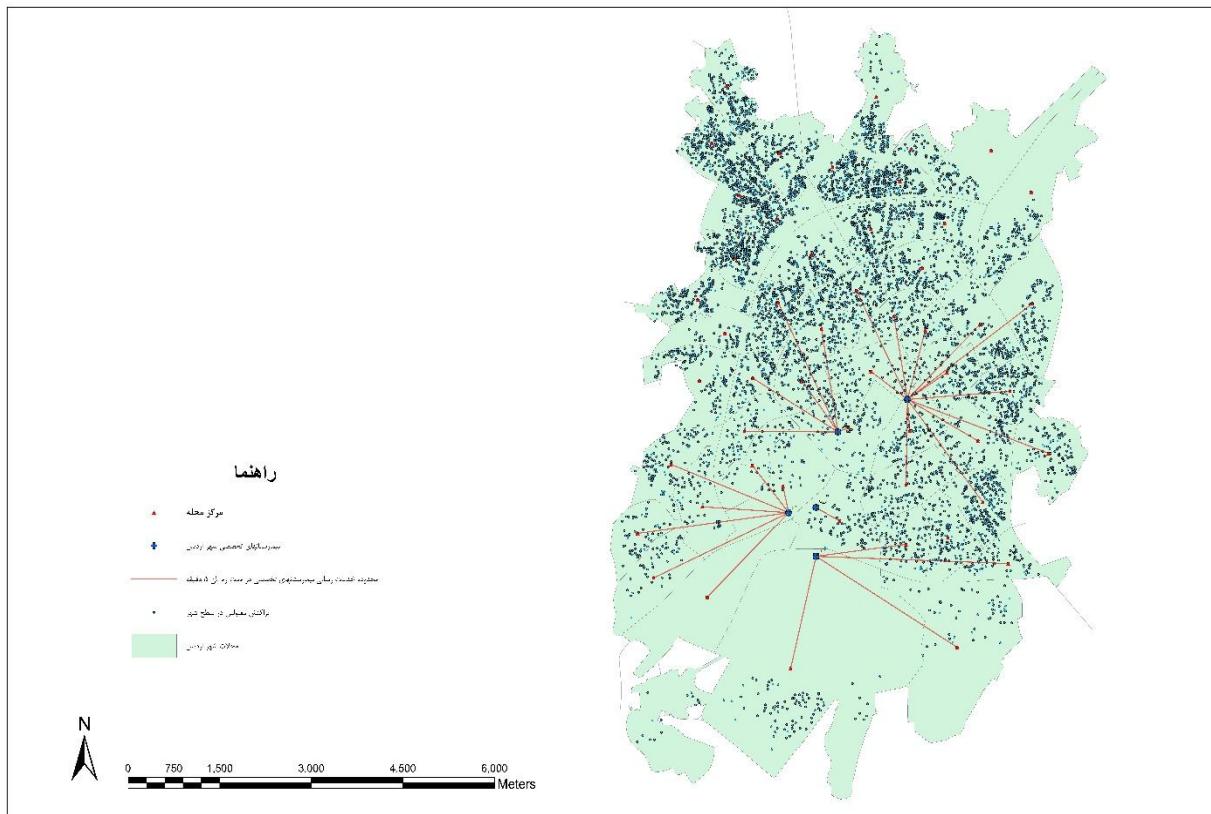 راهنما
مرکز محله
بیمارستانهای تخصصی شهر اردبیل
محدوده خدمات رسانی بیمارستانهای تخصصی در مدت زمان ۵ دقیقه
پراکنش معلولین در سطح شهر
محلات شهر اردبیل
N
0 750 1,500 3,000 4,500 6,000
Meters